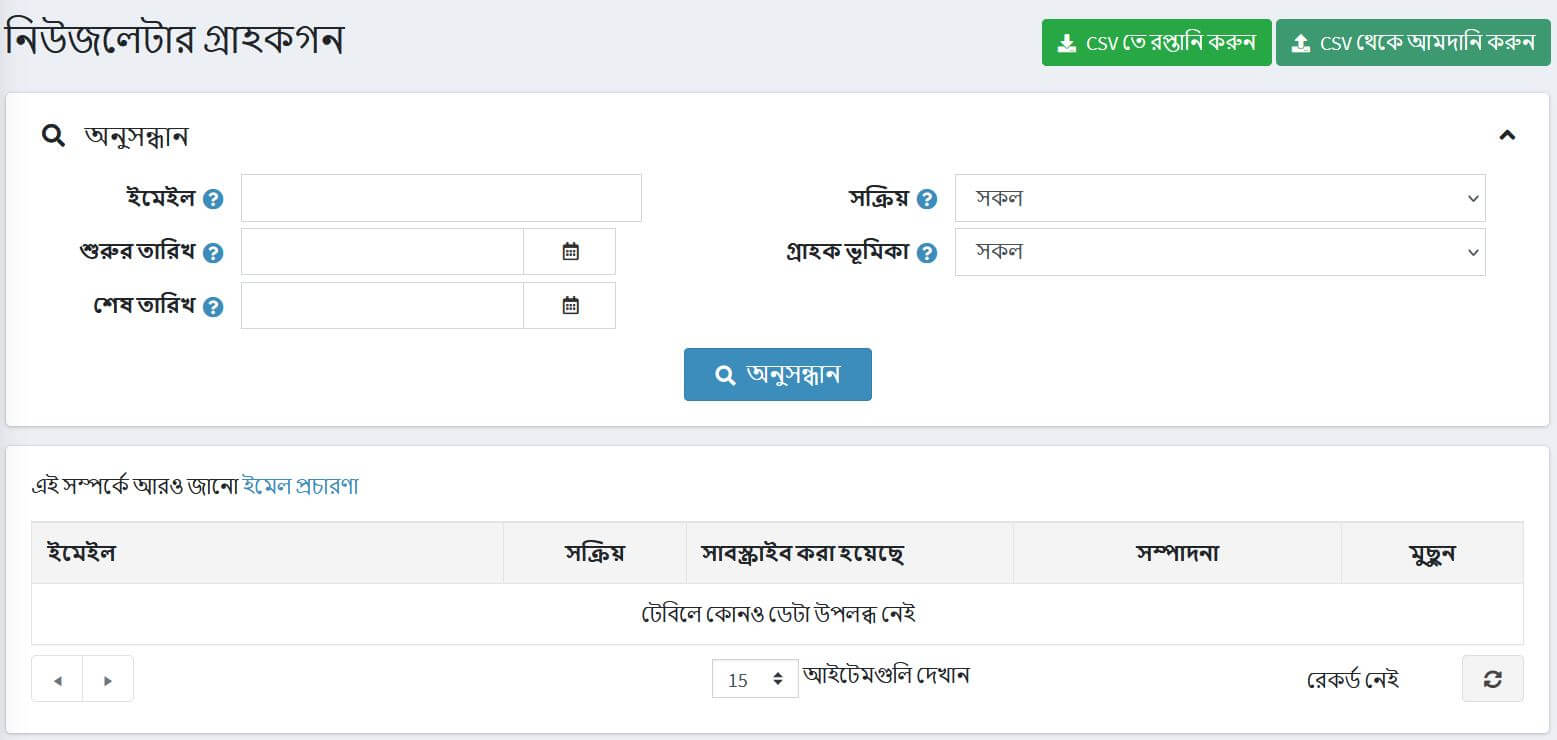 নিউজলেটার গ্রাহকগন
CSV তে রপ্তানি করুন
CSV থেকে আমদানি করুন
অনুসন্ধান
ইমেইল
সক্রিয়
সকল
শুরুর তারিখ
গ্রাহক ভূমিকা
সকল
শেষ তারিখ
অনুসন্ধান
এই সম্পর্কে আরও জানো ইমেল প্রচারণা
ইমেইল সক্রিয় সাবস্ক্রাইব করা হয়েছে সম্পাদনা মুছুন
টেবিলে কোনও ডেটা উপলব্ধ নেই
15 আইটেমগুলি দেখান রেকর্ড নেই